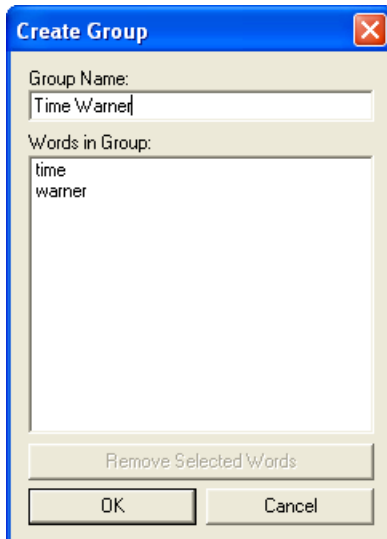 Create Group
Group Name:
Time Warner
Words in Group:
time
warner
Remove Selected Words
OK
Cancel